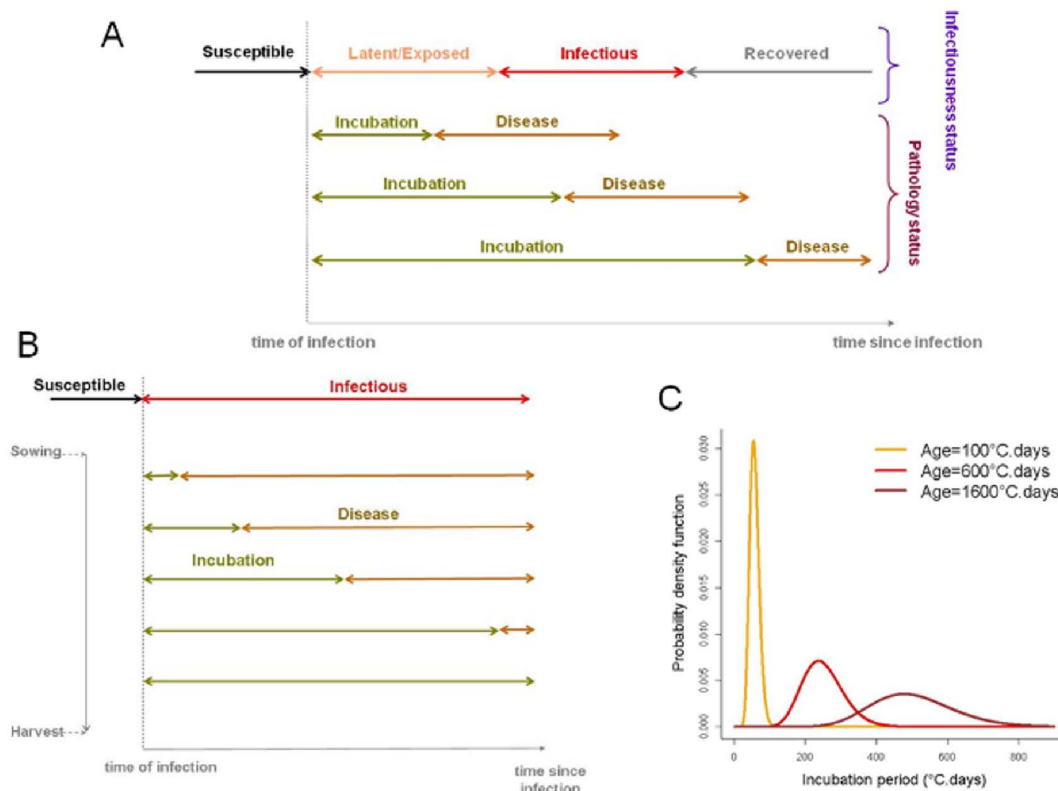 A
Susceptible
Latent/Exposed
Infectious
Recovered
Infectiousness status
Incubation
Disease
Incubation
Disease
Incubation
Disease
Pathology status
time of infection
time since infection
B
Susceptible
Infectious
Sowing
Disease
Incubation
Harvest
time of infection
time since
infection
C
Age=100°C.days
Age=600°C.days
Age=1600°C.days
Probability density function
0.030
0.025
0.020
0.015
0.010
0.005
0.000
0
200
400
600
800
Incubation period (°C.days)